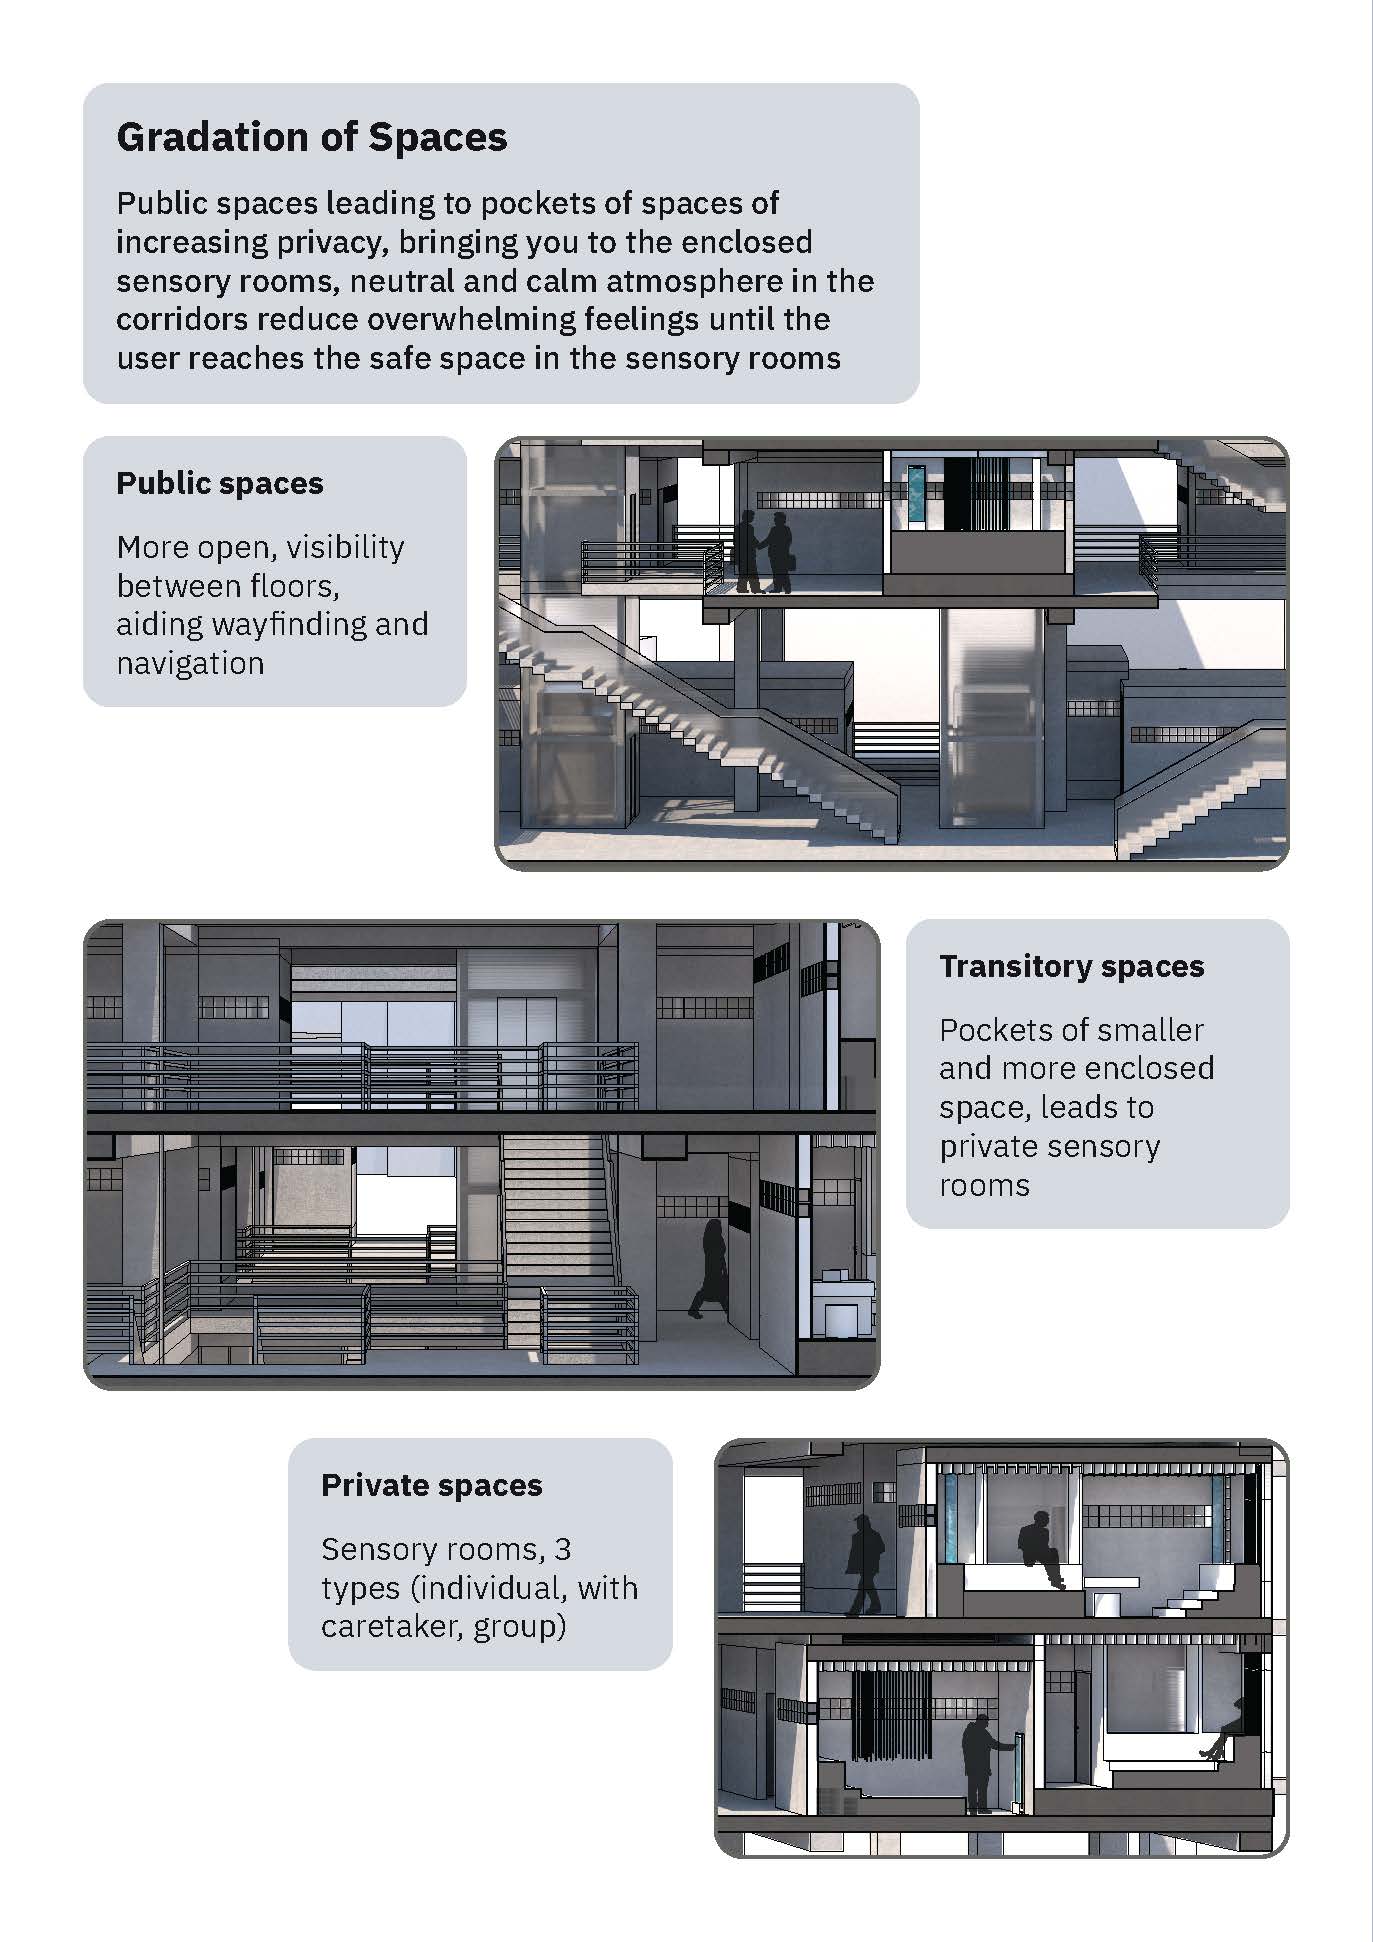 Gradation of Spaces
Public spaces leading to pockets of spaces of
increasing privacy, bringing you to the enclosed
sensory rooms, neutral and calm atmosphere in the
corridors reduce overwhelming feelings until the
user reaches the safe space in the sensory rooms
Public spaces
More open, visibility
between floors,
aiding wayfinding and
navigation
Transitory spaces
Pockets of smaller
and more enclosed
space, leads to
private sensory
rooms
Private spaces
Sensory rooms, 3
types (individual, with
caretaker, group)